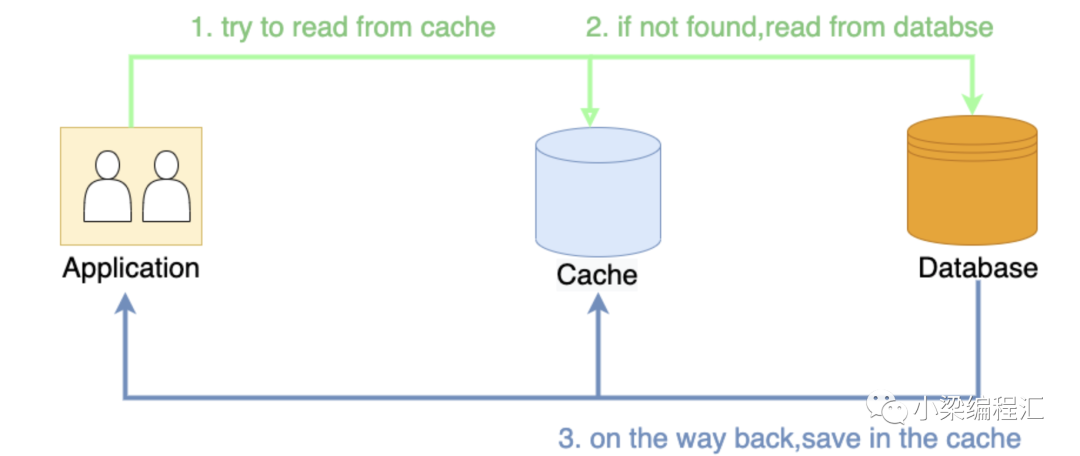 1. try to read from cache
2. if not found,read from databse
Application
Cache
Database
小梁编程汇
3. on the way back,save in the cache